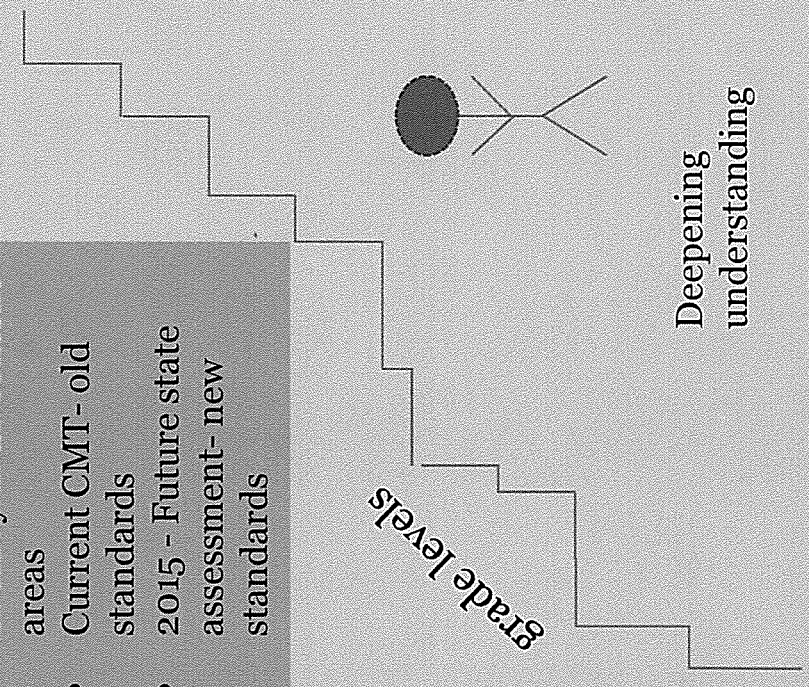 areas
Current CMT- old
standards
2015 - Future state
assessment- new
standards
grade levels
Deepening
understanding